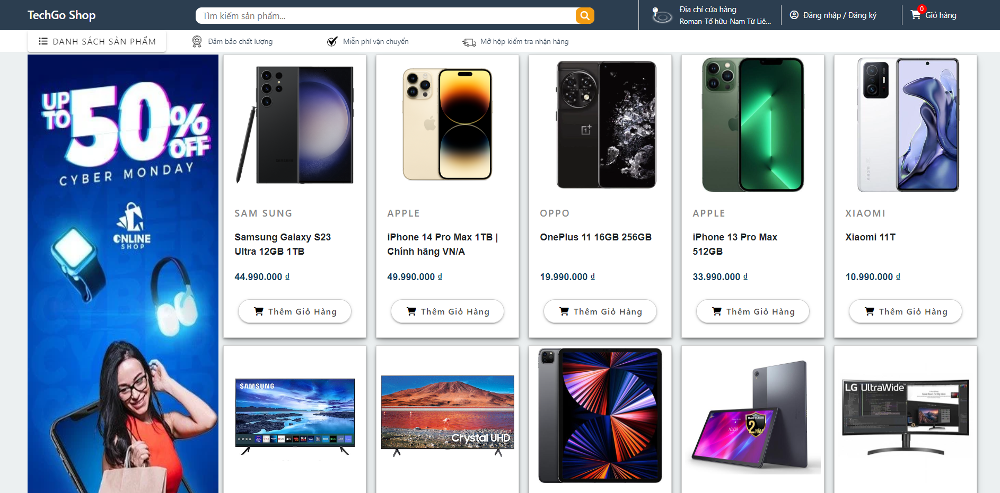 TechGo Shop
Tìm kiếm sản phẩm...
Địa chỉ cửa hàng
Roman-Tố hữu-Nam Từ Liê...
Đăng nhập / Đăng ký
0
Giỏ hàng
DANH SÁCH SẢN PHẨM
Đảm bảo chất lượng
Miễn phí vận chuyển
Mở hộp kiểm tra nhận hàng
UP TO 50% OFF
CYBER MONDAY
ONLINE
SHOP
SAM SUNG
Samsung Galaxy S23
Ultra 12GB 1TB
44.990.000 ₫
Thêm Giỏ Hàng
APPLE
iPhone 14 Pro Max 1TB |
Chính hãng VN/A
49.990.000 ₫
Thêm Giỏ Hàng
OPPO
OnePlus 11 16GB 256GB
19.990.000 ₫
Thêm Giỏ Hàng
APPLE
iPhone 13 Pro Max
512GB
33.990.000 ₫
Thêm Giỏ Hàng
XIAOMI
Xiaomi 11T
10.990.000 ₫
Thêm Giỏ Hàng
SAMSUNG
Crystal UHD
BẢO HÀNH
2 NĂM
LG UltraWide™